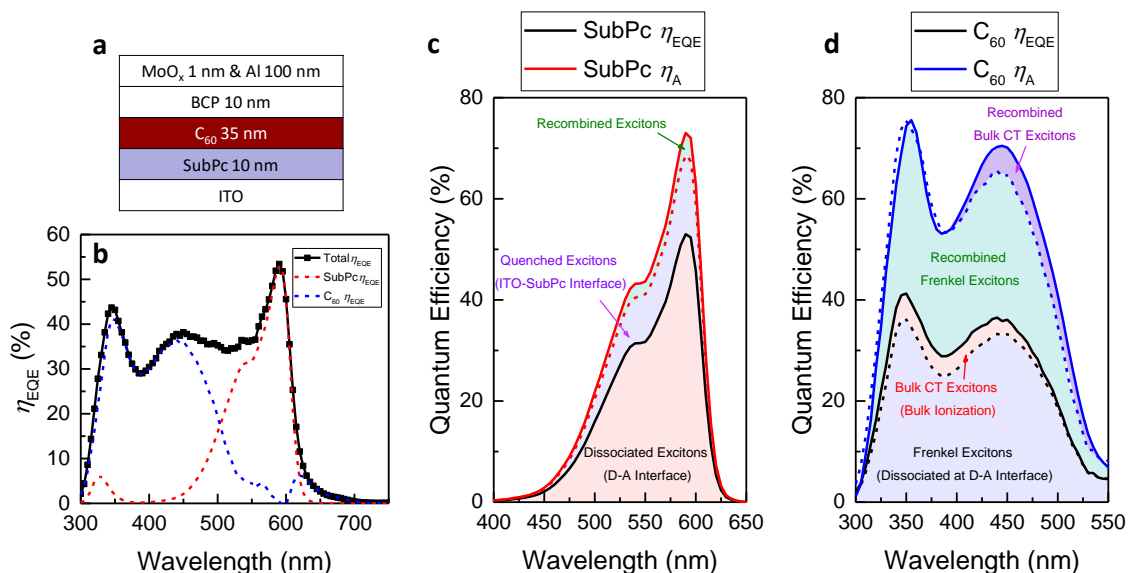 a
MoOx 1 nm & Al 100 nm
BCP 10 nm
C60 35 nm
SubPc 10 nm
ITO
b
60
50
40
30
20
10
0
ηEQE (%)
Total ηEQE
SubPc ηEQE
C60 ηEQE
300 400 500 600 700
Wavelength (nm)
c
SubPc ηEQE
SubPc ηA
80
60
40
20
0
Quantum Efficiency (%)
Recombined Excitons
Quenched Excitons
(ITO-SubPc Interface)
Dissociated Excitons
(D-A Interface)
400 450 500 550 600 650
Wavelength (nm)
d
C60 ηEQE
C60 ηA
80
60
40
20
0
Quantum Efficiency (%)
Recombined
Bulk CT Excitons
Recombined
Frenkel Excitons
Bulk CT Excitons
(Bulk Ionization)
Frenkel Excitons
(Dissociated at D-A Interface)
300 350 400 450 500 550
Wavelength (nm)